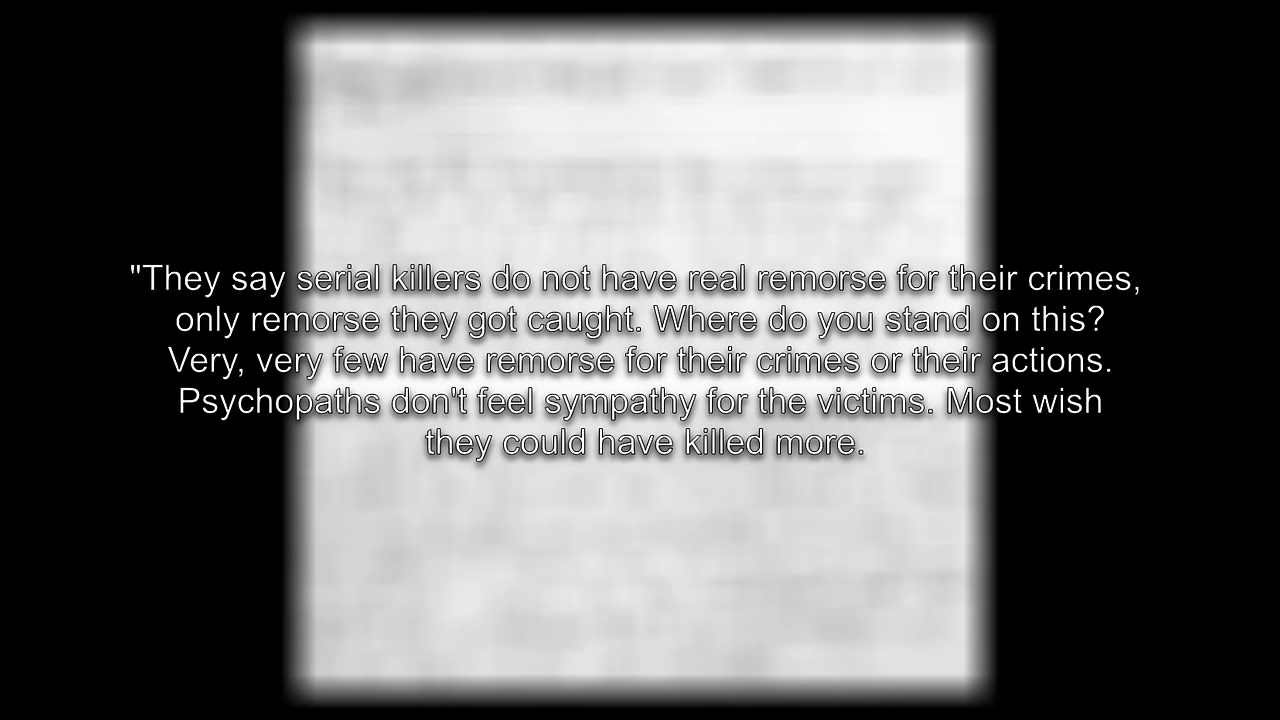 "They say serial killers do not have real remorse for their crimes,
only remorse they got caught. Where do you stand on this?
Very, very few have remorse for their crimes or their actions.
Psychopaths don't feel sympathy for the victims. Most wish
they could have killed more.